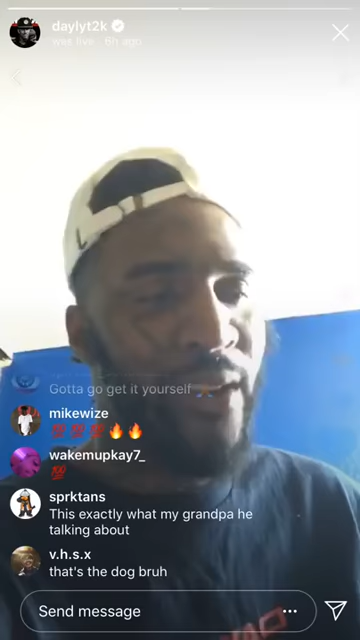 daylyt2k
was live · 6h ago
Gotta go get it yourself
mikewize
💯💯💯🔥🔥
wakemupkay7_
💯
sprktans
This exactly what my grandpa he
talking about
v.h.s.x
that's the dog bruh
Send message